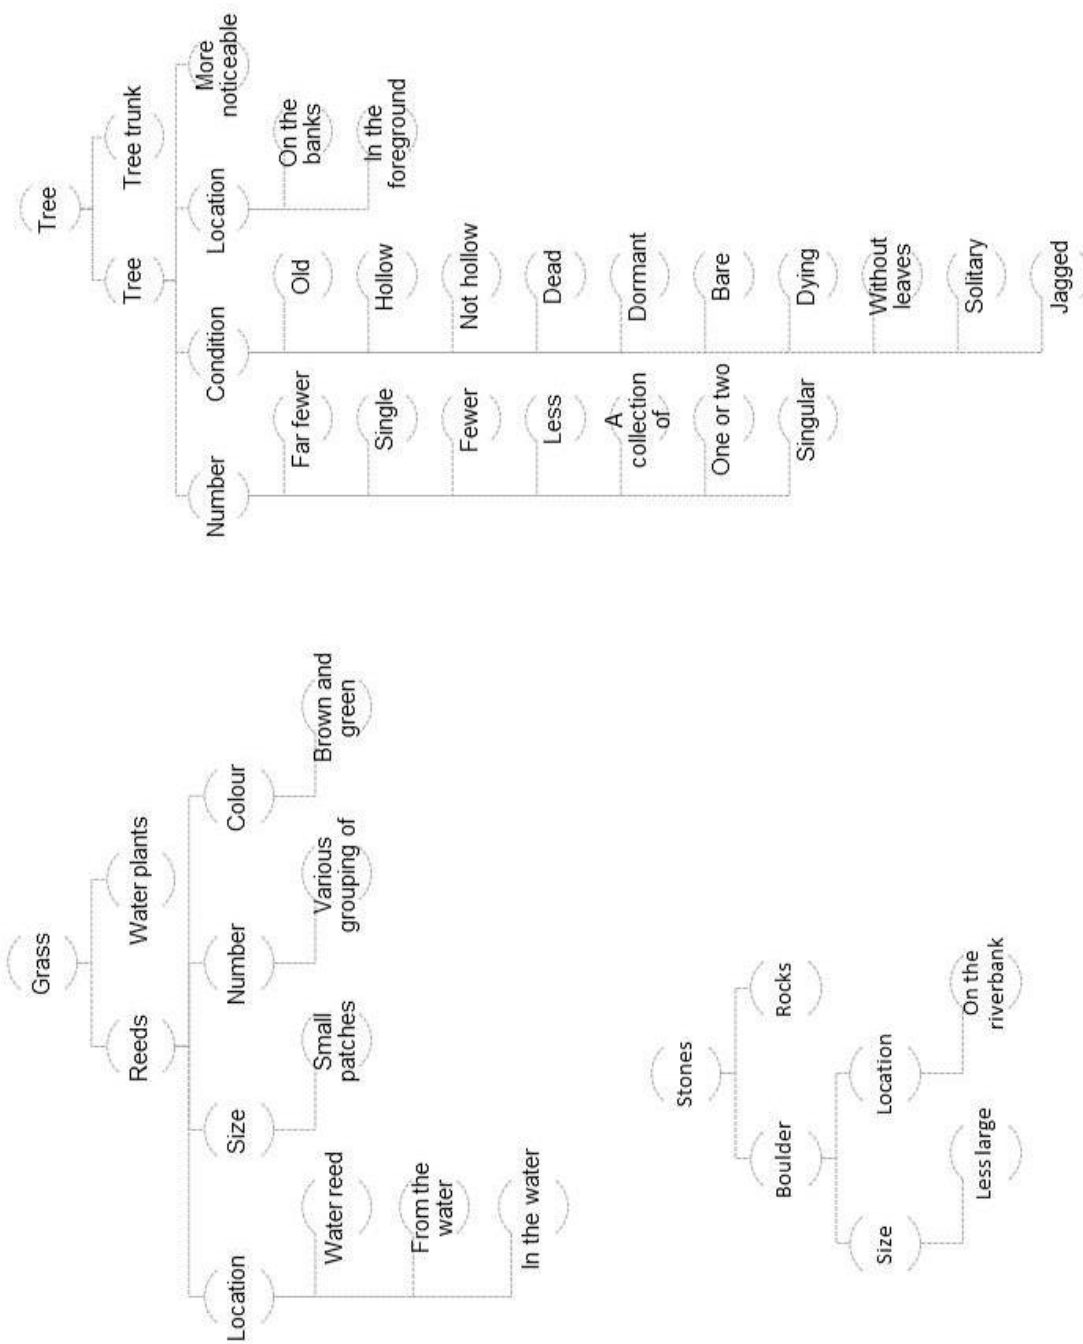 Tree
Tree
Tree trunk
Number
Condition
Location
More
noticeable
Far fewer
Single
Fewer
Less
A
collection
of
One or two
Singular
Old
Hollow
Not hollow
Dead
Dormant
Bare
Dying
Without
leaves
Solitary
Jagged
On the
banks
In the
foreground
Grass
Reeds
Water plants
Location
Size
Number
Colour
Water reed
From the
water
In the water
Small
patches
Various
grouping of
Brown and
green
Stones
Boulder
Rocks
Size
Location
Less large
On the
riverbank